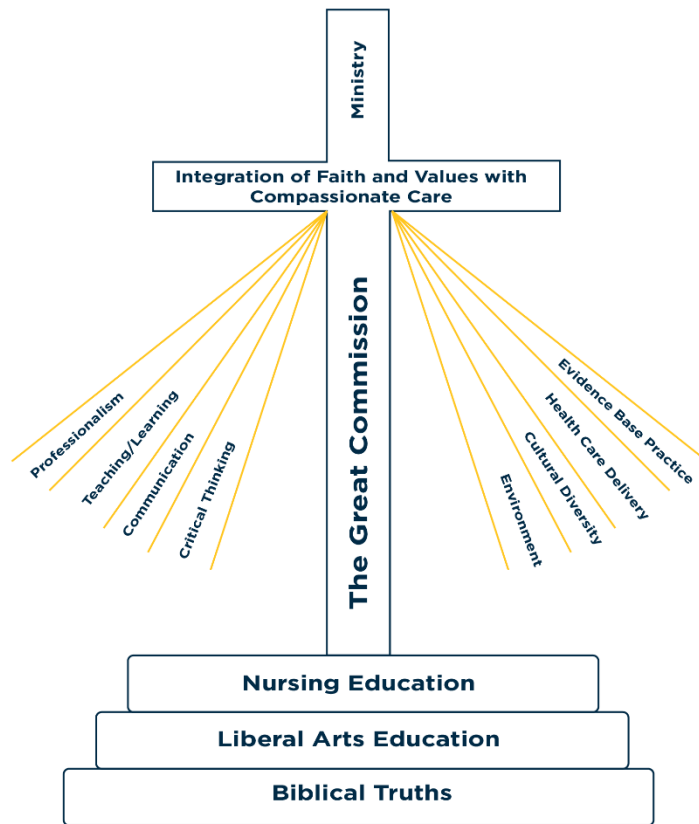 Ministry
Integration of Faith and Values with
Compassionate Care
The Great Commission
Professionalism
Teaching/Learning
Communication
Critical Thinking
Environment
Cultural Diversity
Health Care Delivery
Evidence Base Practice
Nursing Education
Liberal Arts Education
Biblical Truths